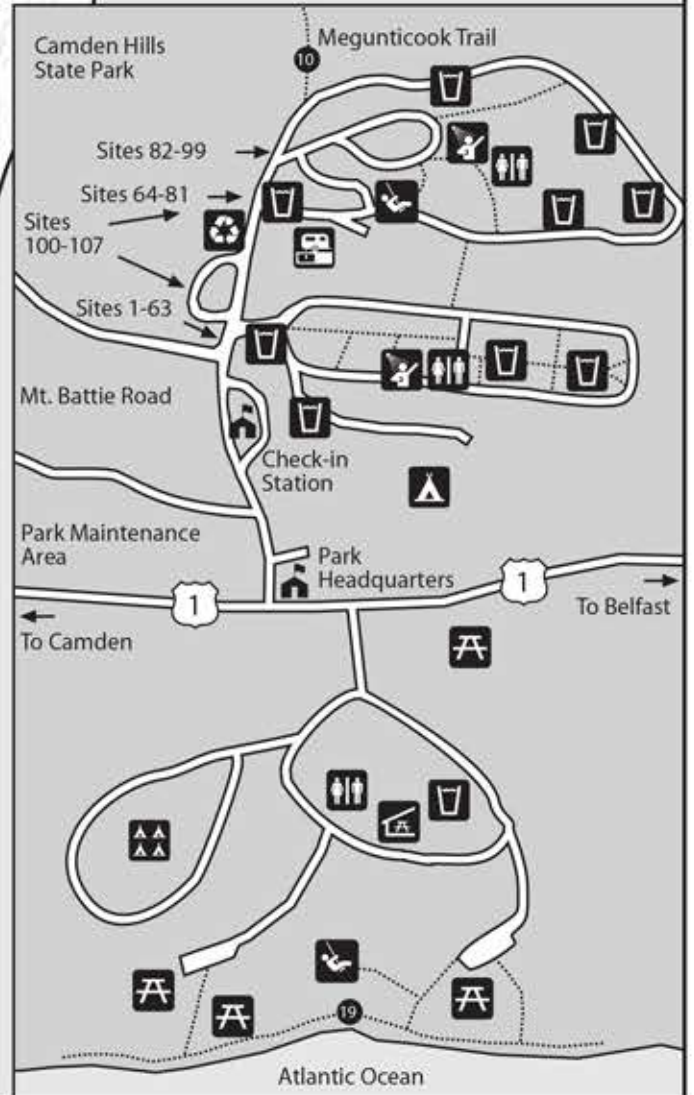 Camden Hills
State Park
Megunticook Trail
10
Sites 82-99
Sites 64-81
Sites
100-107
Sites 1-63
Mt. Battie Road
Check-in
Station
Park Maintenance
Area
Park
Headquarters
1
1
To Belfast
To Camden
19
Atlantic Ocean